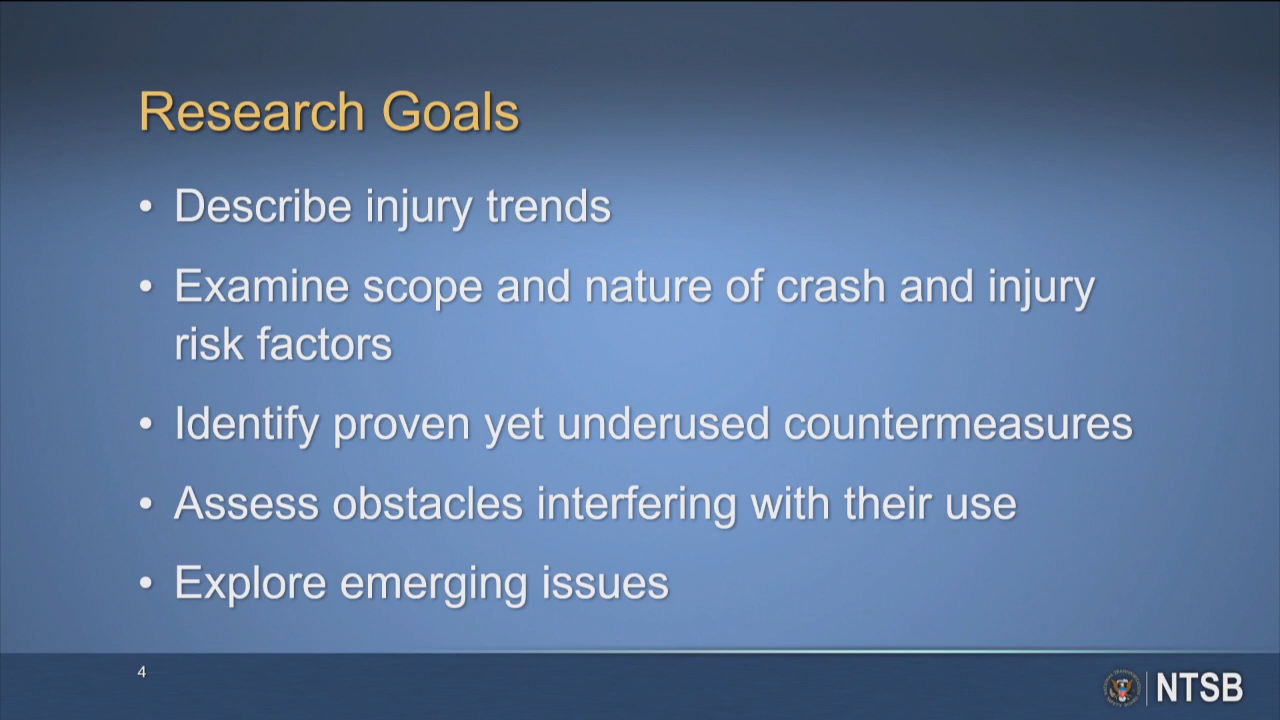 Research Goals
• Describe injury trends
• Examine scope and nature of crash and injury
risk factors
• Identify proven yet underused countermeasures
• Assess obstacles interfering with their use
• Explore emerging issues
4
NTSB